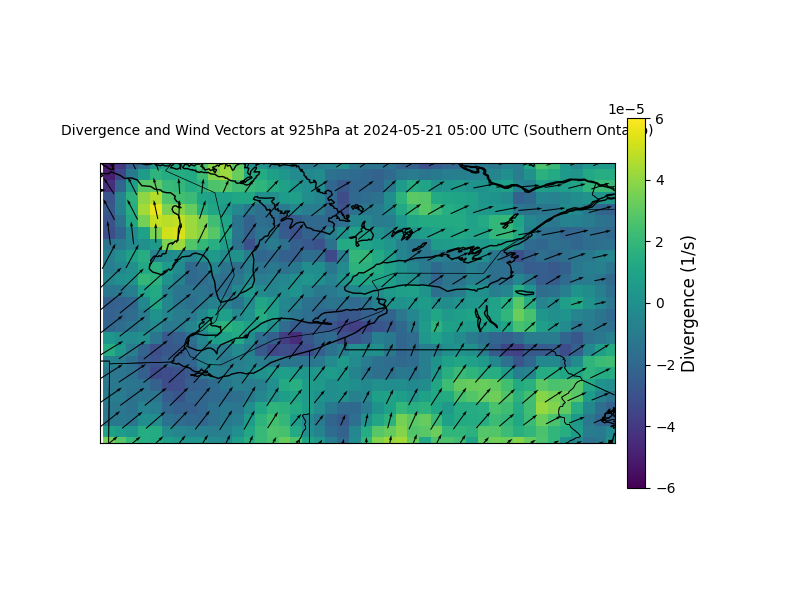 1e−5
Divergence and Wind Vectors at 925hPa at 2024-05-21 05:00 UTC (Southern Ontario)
6
4
2
0
−2
−4
−6
Divergence (1/s)